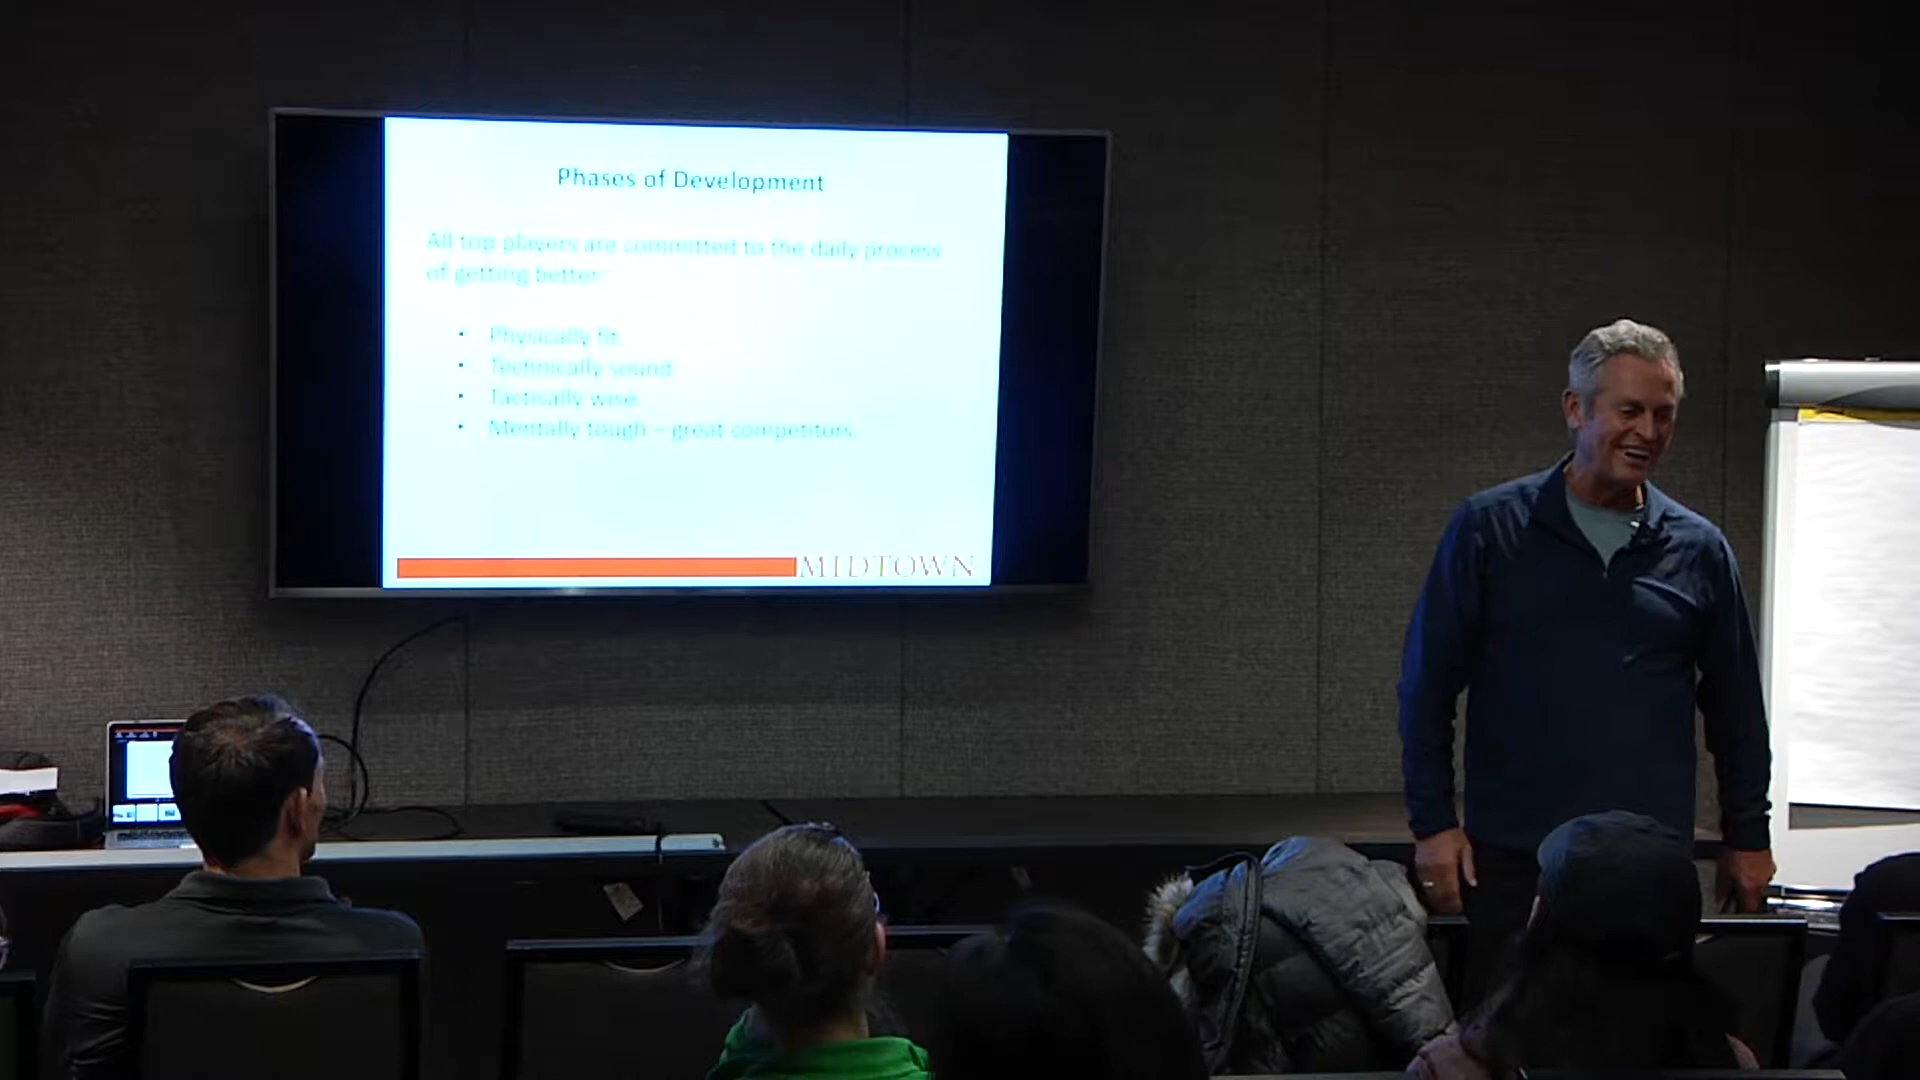 Phases of Development
All top players are committed to the daily process
of getting better:
• Physically fit
• Technically sound
• Tactically wise
• Mentally tough – great competitors.
MIDTOWN